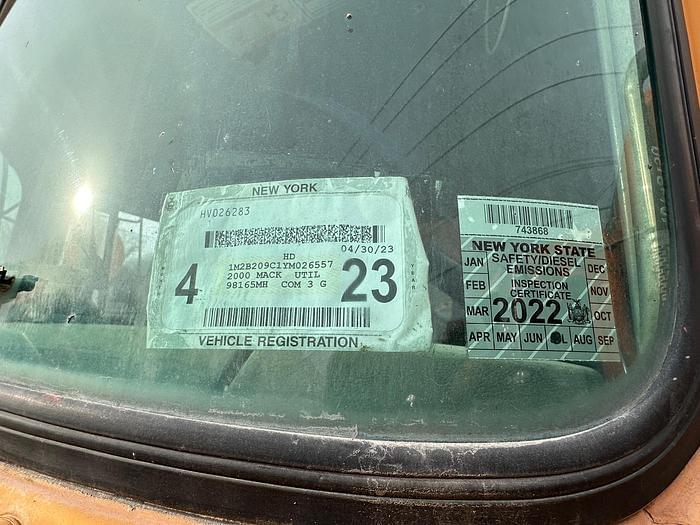 NEW YORK
HV026283
04/30/23
HD
1M2B209C1YM026557
2000 MACK UTIL
98165MH COM 3 G
4
23
YEAR
VEHICLE REGISTRATION
743868
NEW YORK STATE
SAFETY/DIESEL
EMISSIONS
INSPECTION
CERTIFICATE
2022
JAN
FEB
MAR
APR MAY JUN AUG SEP
OCT
NOV
DEC